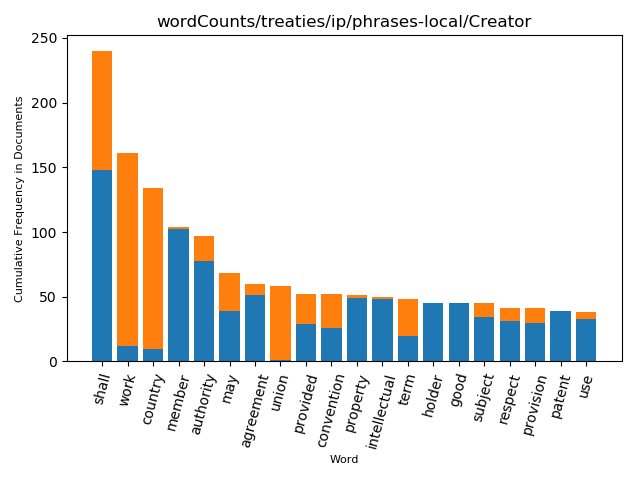 wordCounts/treaties/ip/phrases-local/Creator
Cumulative Frequency in Documents
250
200
150
100
50
0
shall
work
country
member
authority
may
agreement
union
provided
convention
property
intellectual
term
holder
good
subject
respect
provision
patent
use
Word